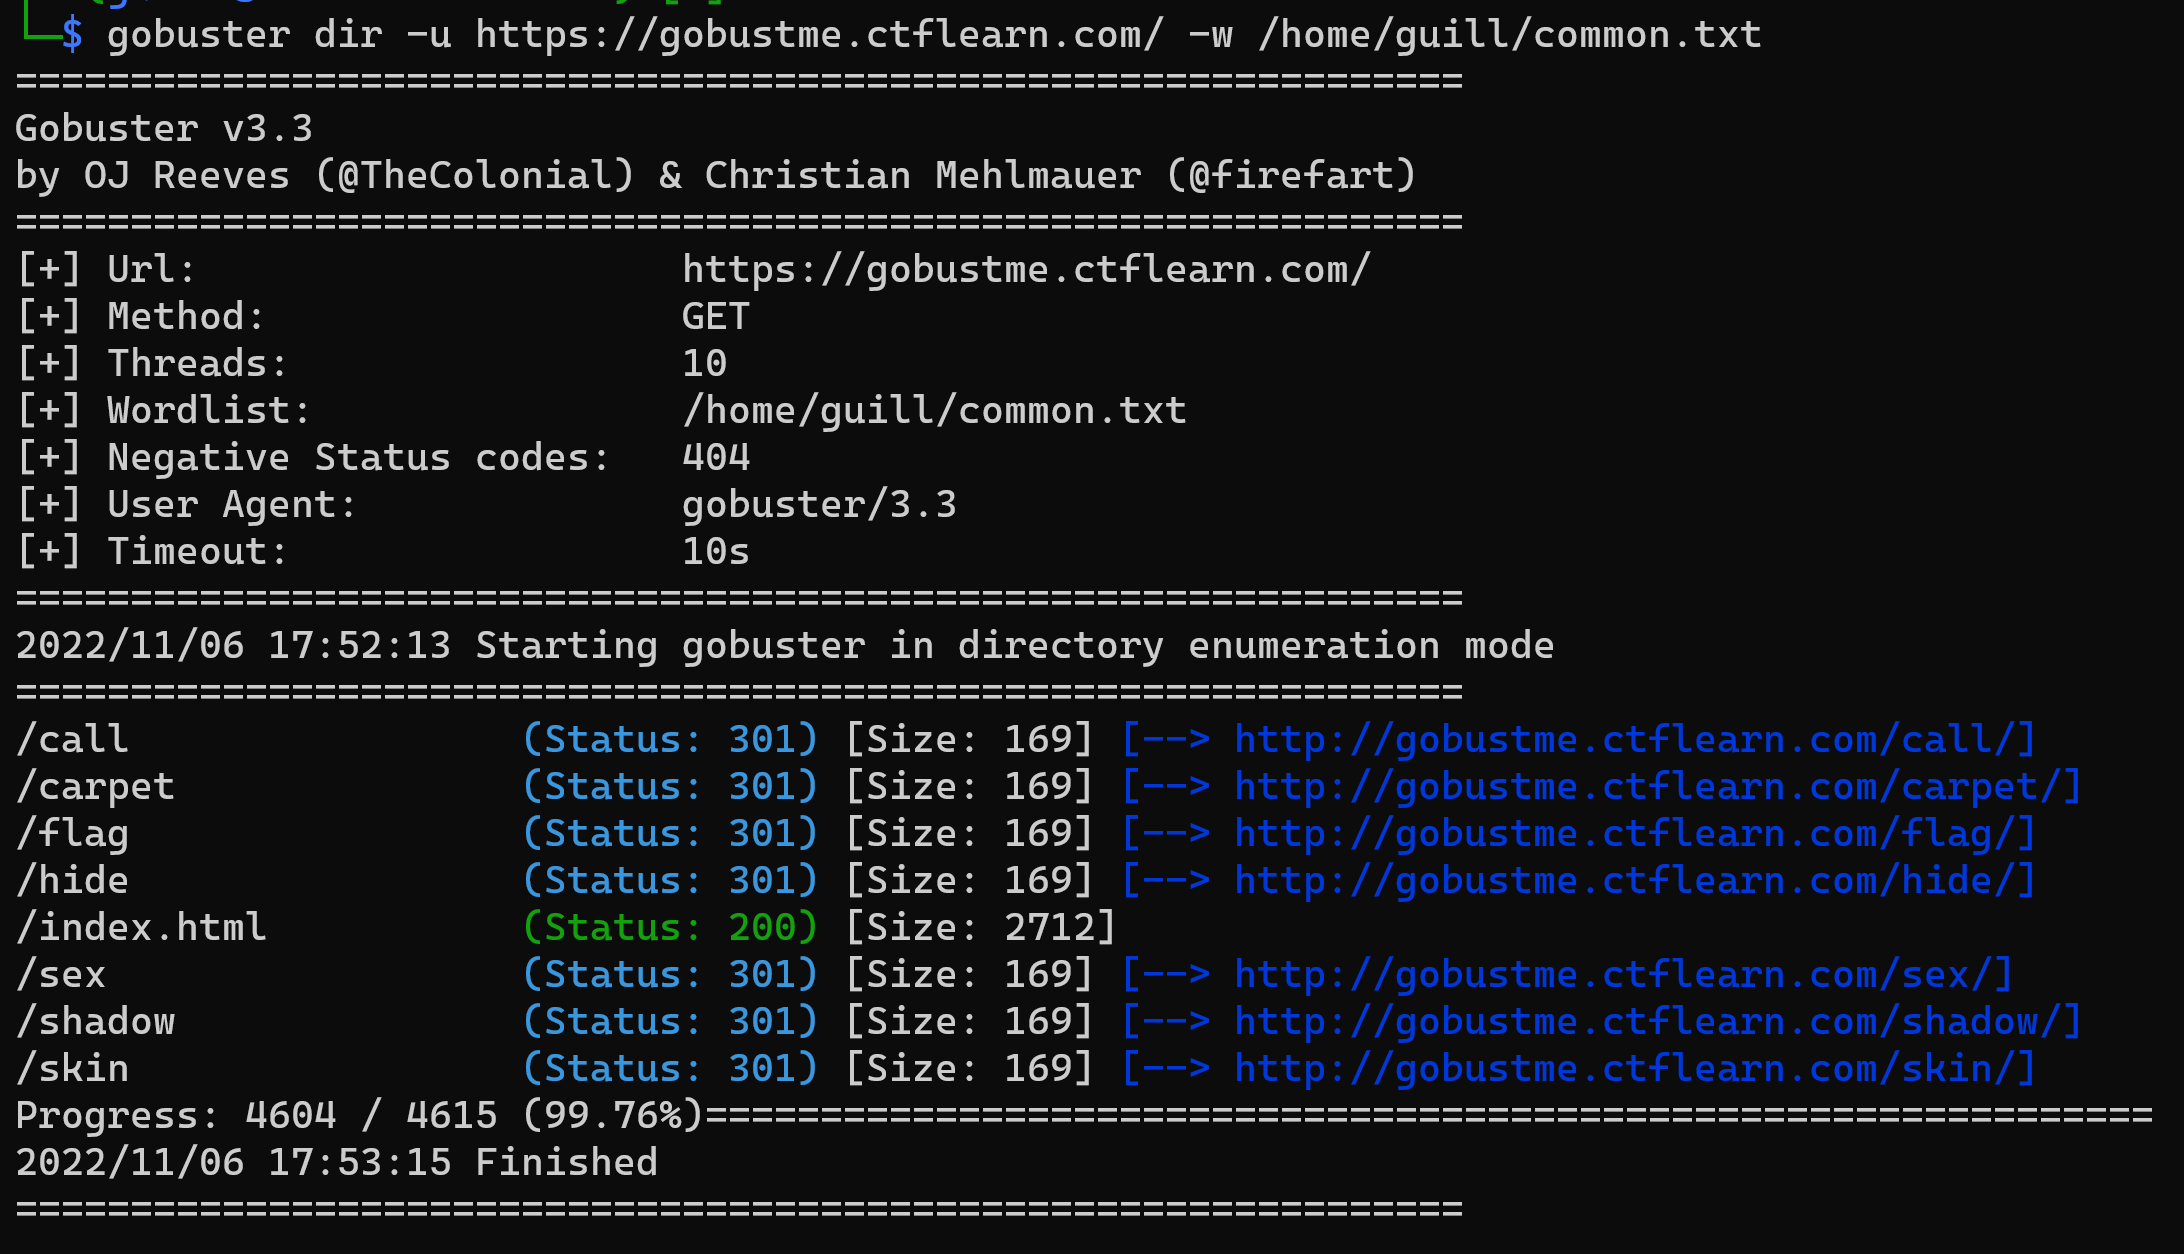 └─$ gobuster dir -u https://gobustme.ctflearn.com/ -w /home/guill/common.txt
===============================================================
Gobuster v3.3
by OJ Reeves (@TheColonial) & Christian Mehlmauer (@firefart)
===============================================================
[+] Url:                     https://gobustme.ctflearn.com/
[+] Method:                  GET
[+] Threads:                 10
[+] Wordlist:                /home/guill/common.txt
[+] Negative Status codes:   404
[+] User Agent:              gobuster/3.3
[+] Timeout:                 10s
===============================================================
2022/11/06 17:52:13 Starting gobuster in directory enumeration mode
===============================================================
/call                 (Status: 301) [Size: 169] [--> http://gobustme.ctflearn.com/call/]
/carpet               (Status: 301) [Size: 169] [--> http://gobustme.ctflearn.com/carpet/]
/flag                 (Status: 301) [Size: 169] [--> http://gobustme.ctflearn.com/flag/]
/hide                 (Status: 301) [Size: 169] [--> http://gobustme.ctflearn.com/hide/]
/index.html           (Status: 200) [Size: 2712]
/sex                  (Status: 301) [Size: 169] [--> http://gobustme.ctflearn.com/sex/]
/shadow               (Status: 301) [Size: 169] [--> http://gobustme.ctflearn.com/shadow/]
/skin                 (Status: 301) [Size: 169] [--> http://gobustme.ctflearn.com/skin/]
Progress: 4604 / 4615 (99.76%)===============================================================
2022/11/06 17:53:15 Finished
===============================================================